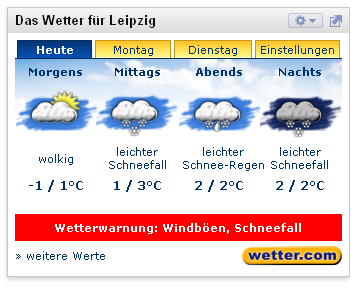 Das Wetter für Leipzig
Heute Montag Dienstag Einstellungen
Morgens Mittags Abends Nachts
wolkig leichter Schneefall leichter Schnee-Regen leichter Schneefall
-1 / 1°C 1 / 3°C 2 / 2°C 2 / 2°C
Wetterwarnung: Windböen, Schneefall
» weitere Werte wetter.com